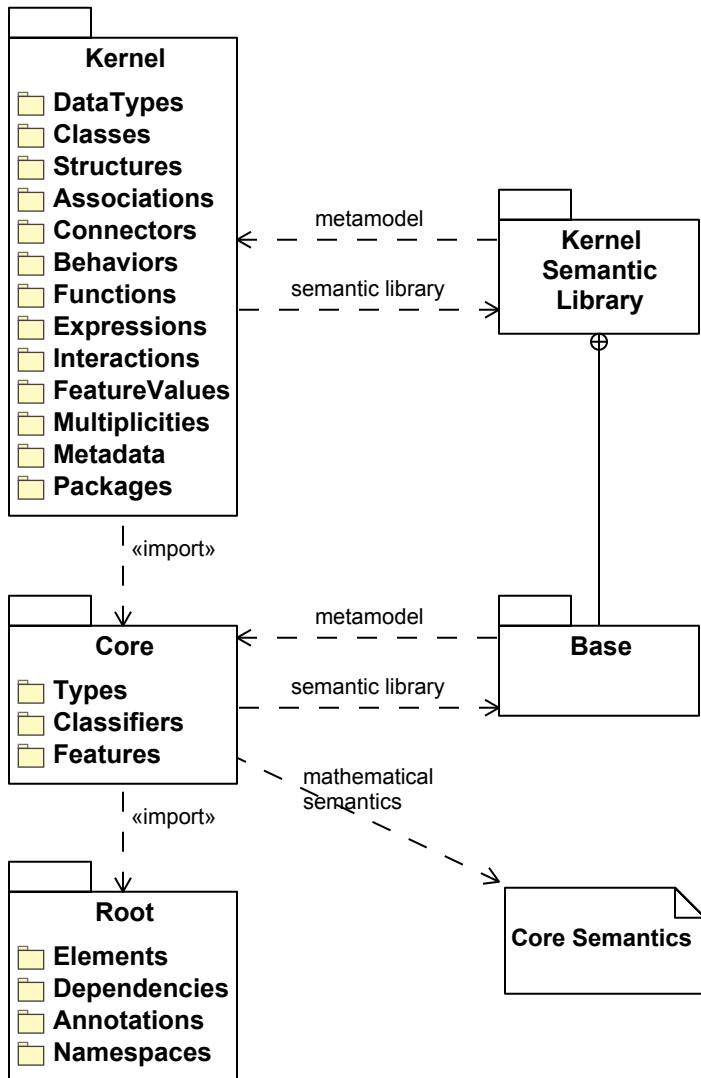 Kernel
DataTypes
Classes
Structures
Associations
Connectors
Behaviors
Functions
Expressions
Interactions
FeatureValues
Multiplicities
Metadata
Packages
metamodel
semantic library
Kernel
Semantic
Library
«import»
Core
Types
Classifiers
Features
metamodel
semantic library
Base
mathematical
semantics
«import»
Root
Elements
Dependencies
Annotations
Namespaces
Core Semantics